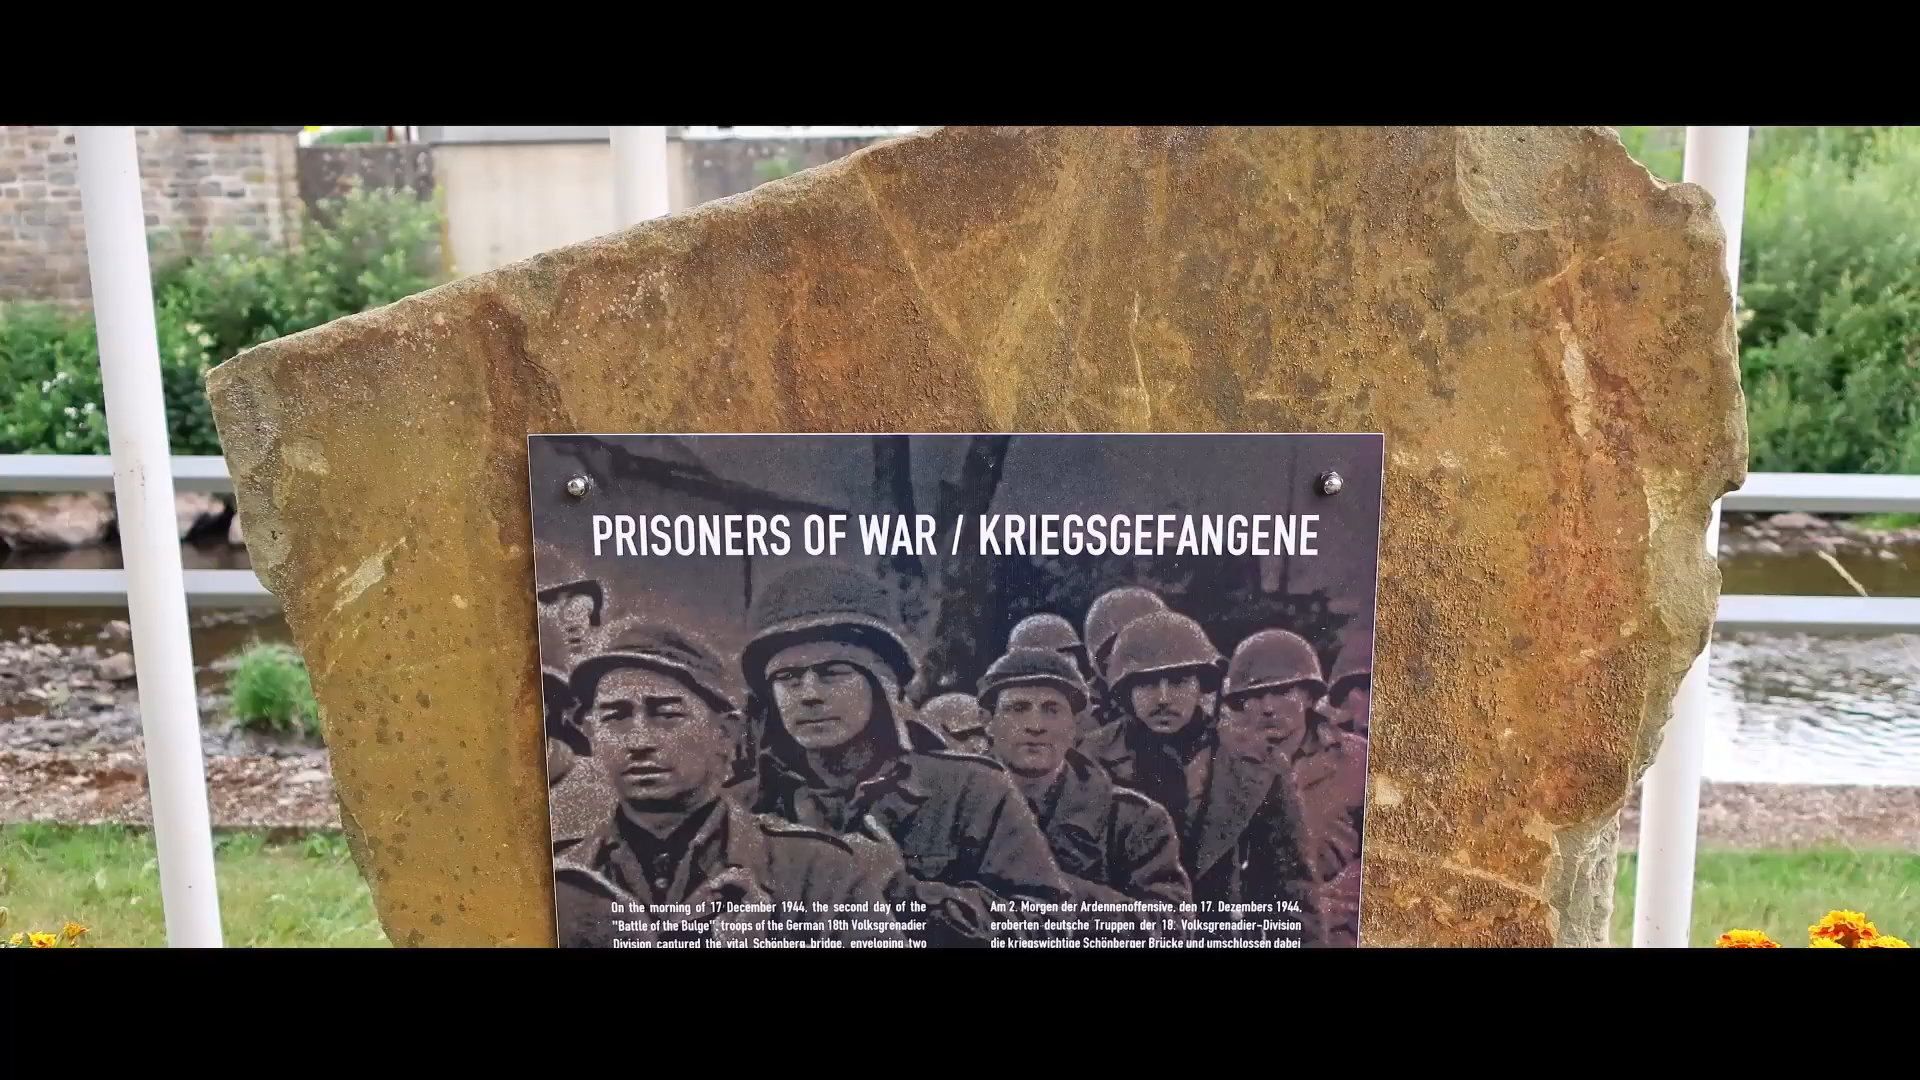 PRISONERS OF WAR / KRIEGSGEFANGENE
On the morning of 17 December 1944, the second day of the
"Battle of the Bulge", troops of the German 18th Volksgrenadier
Division captured the vital Schönberg bridge, enveloping two
Am 2. Morgen der Ardennenoffensive, den 17. Dezembers 1944,
eroberten deutsche Truppen der 18. Volksgrenadier-Division
die kriegswichtige Schönberger Brücke und umschlossen dabei